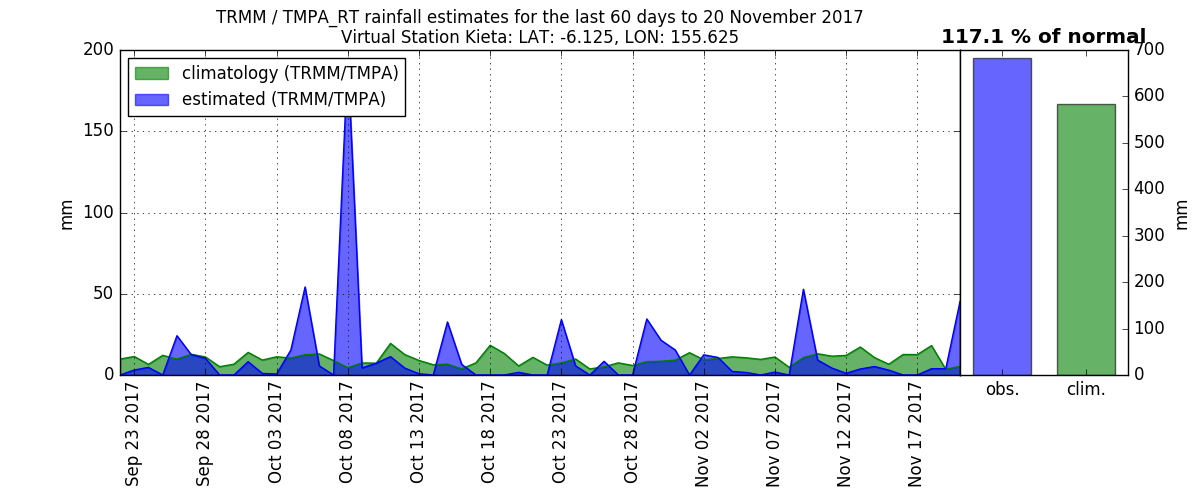 TRMM / TMPA_RT rainfall estimates for the last 60 days to 20 November 2017
Virtual Station Kieta: LAT: -6.125, LON: 155.625
117.1 % of normal
climatology (TRMM/TMPA)
estimated (TRMM/TMPA)
200
150
100
50
0
mm
700
600
500
400
300
200
100
0
mm
obs.
clim.
Sep 23 2017
Sep 28 2017
Oct 03 2017
Oct 08 2017
Oct 13 2017
Oct 18 2017
Oct 23 2017
Oct 28 2017
Nov 02 2017
Nov 07 2017
Nov 12 2017
Nov 17 2017